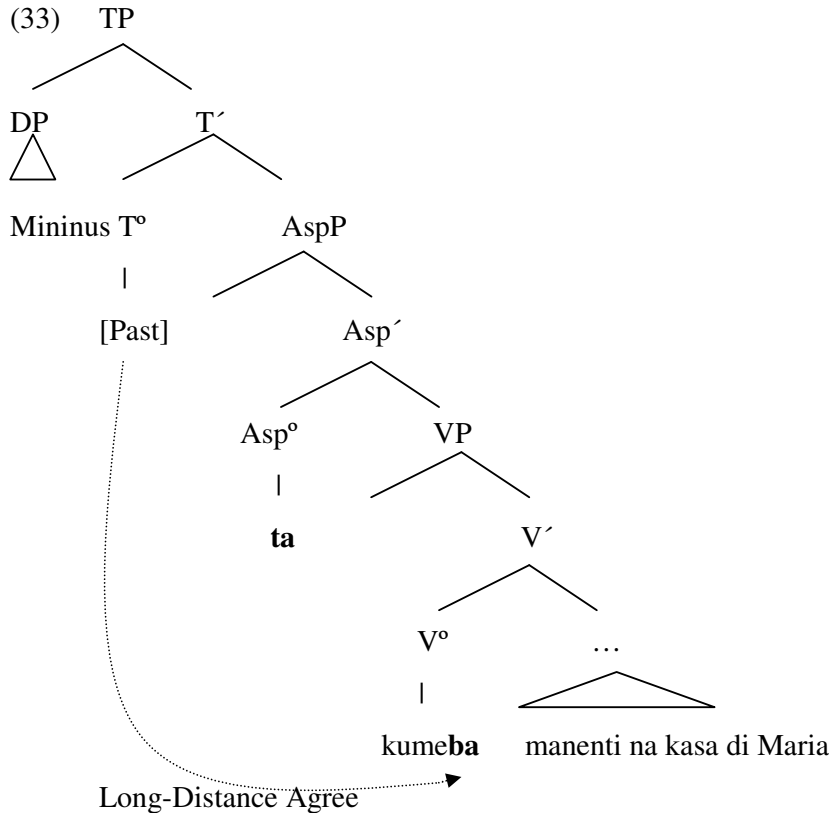 (33) TP
DP T´
Mininus Tº AspP
[Past] Asp´
Aspº VP
ta V´
Vº …
kumeba manenti na kasa di Maria
Long-Distance Agree